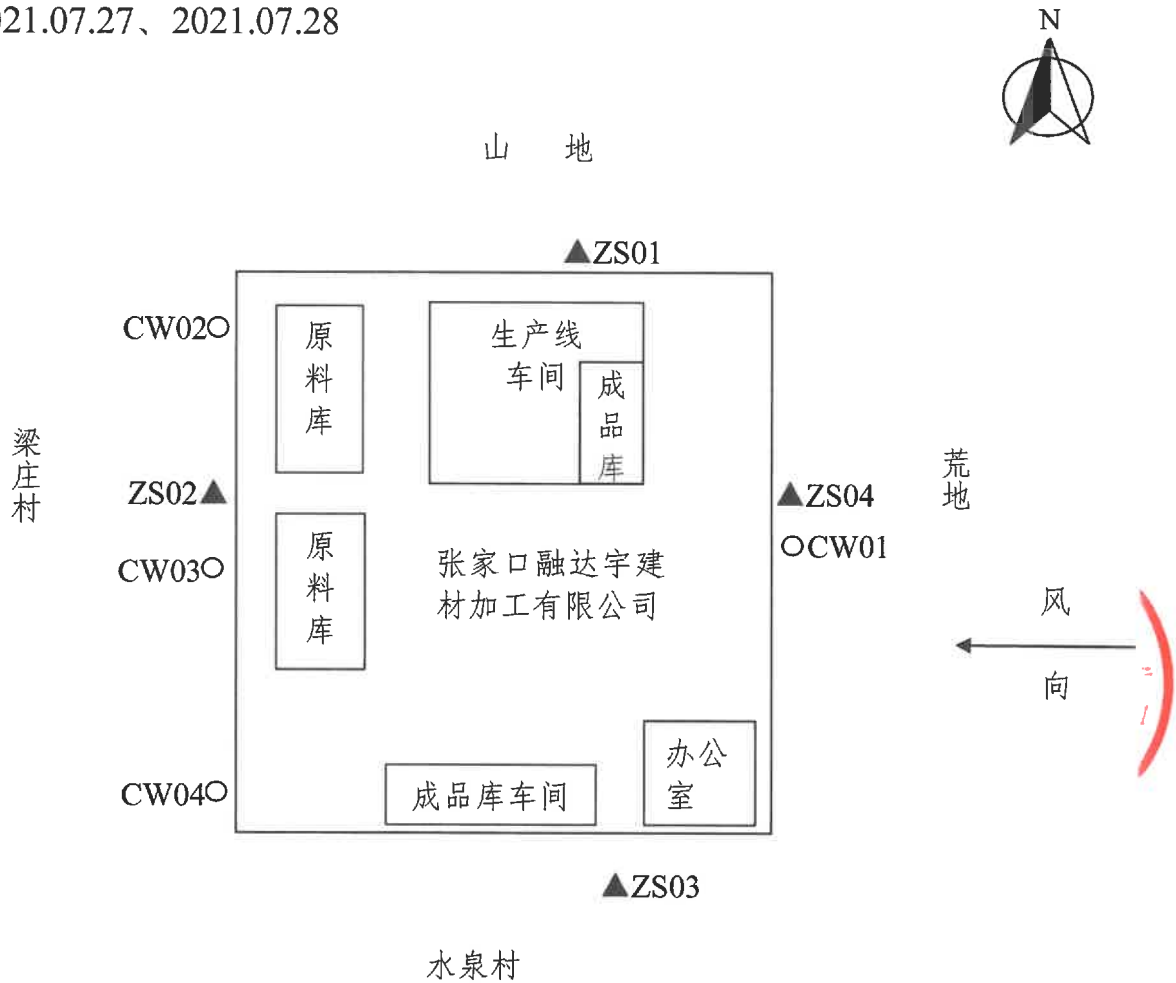 21.07.27、2021.07.28
N
山 地
▲ZS01
CW02○
原
料
库
生产线
车间
成
品
库
梁
庄
村
荒
地
ZS02▲
▲ZS04
○CW01
CW03○
原
料
库
张家口融达宇建
材加工有限公司
风
向
办公
室
CW04○
成品库车间
▲ZS03
水泉村